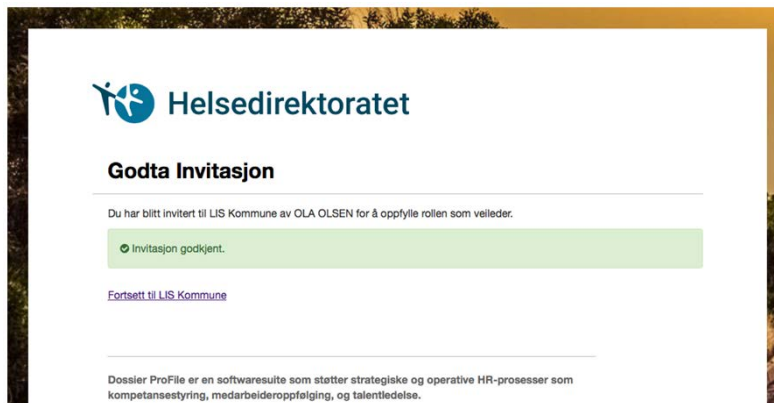 Helsedirektoratet
Godta Invitasjon
Du har blitt invitert til LIS Kommune av OLA OLSEN for å oppfylle rollen som veileder.
Invitasjon godkjent.
Fortsett til LIS Kommune
Dossier ProFile er en softwaresuite som støtter strategiske og operative HR-prosesser som
kompetansestyring, medarbeideroppfølging, og talentledelse.